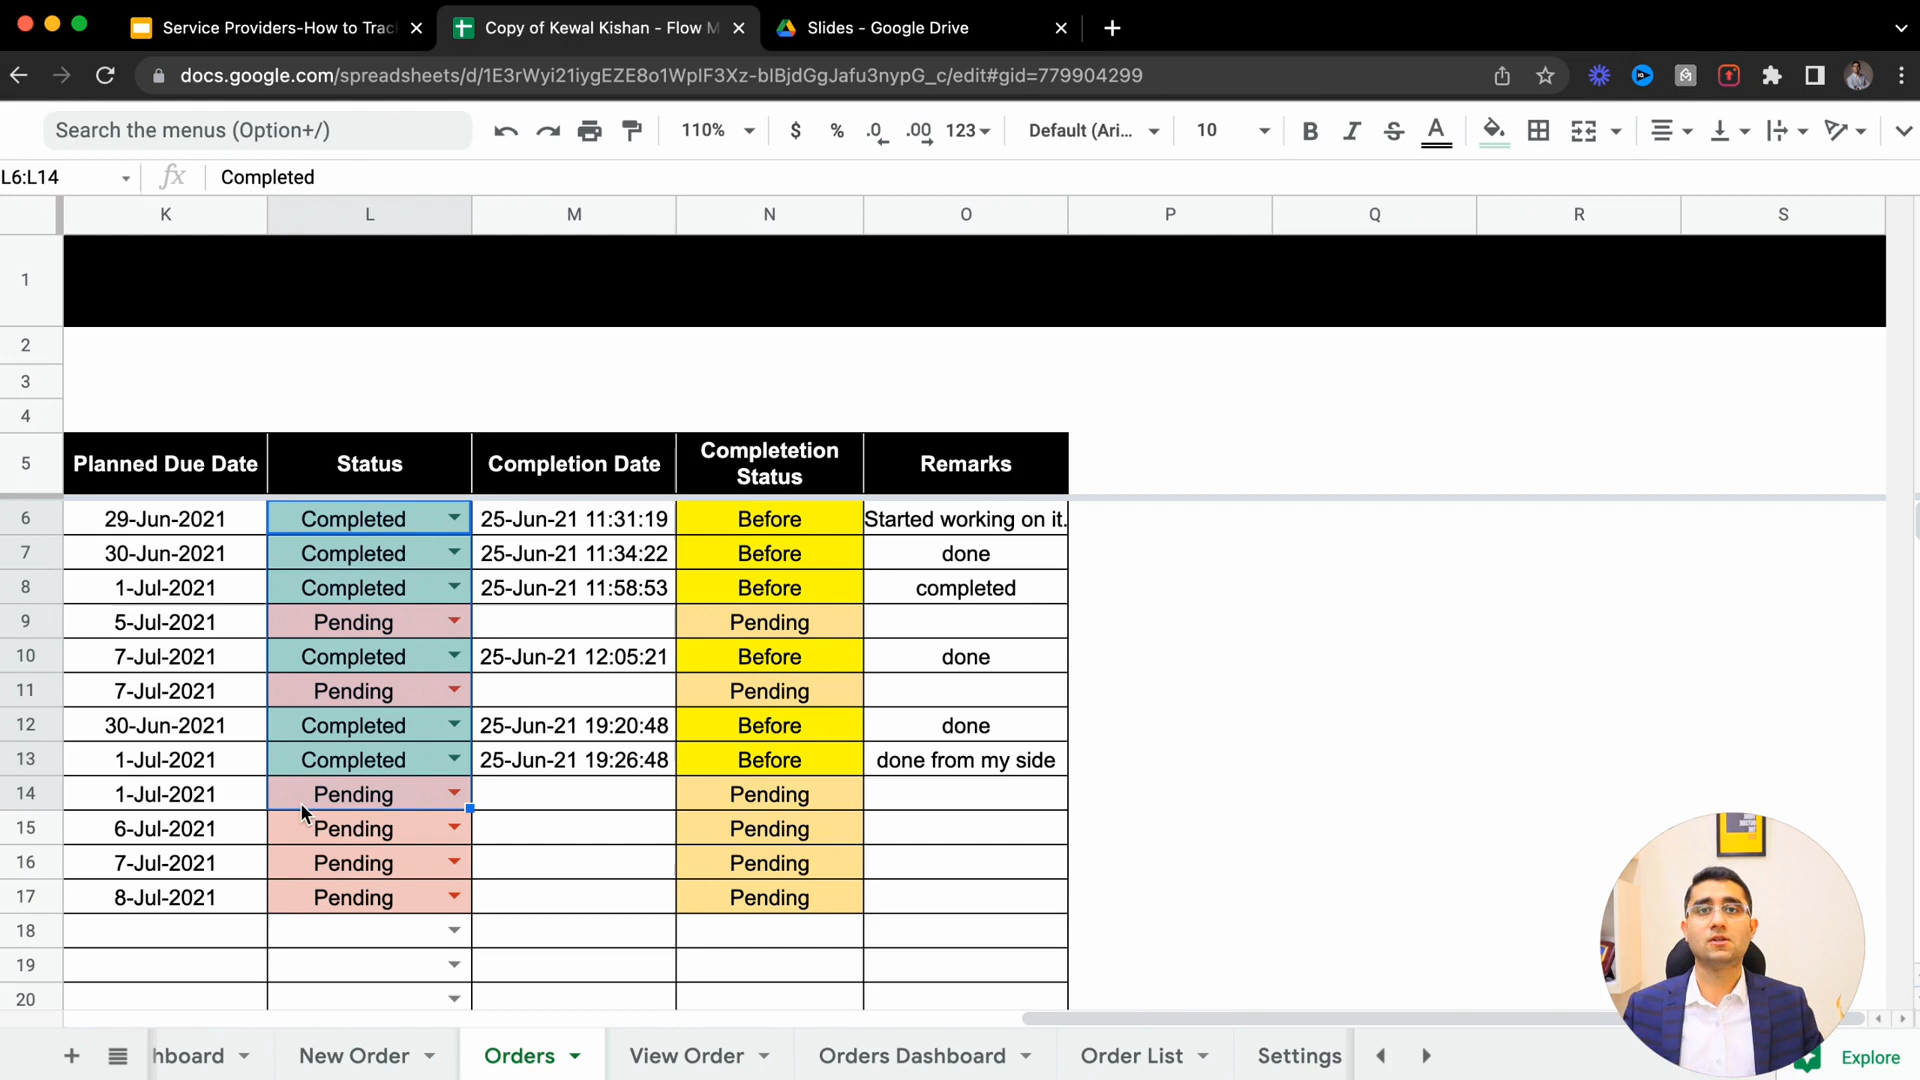 Service Providers-How to Trac
Copy of Kewal Kishan - Flow M
Slides - Google Drive
docs.google.com/spreadsheets/d/1E3rWyi21iygEZE8o1WpIF3Xz-bIBjdGgJafu3nypG_c/edit#gid=779904299
Search the menus (Option+/)
110% $ % .0 .00 123 Default (Ari... 10 B I S A
L6:L14 fx Completed
K L M N O P Q R S
1
2
3
4
5 Planned Due Date Status Completion Date Completetion Status Remarks
6 29-Jun-2021 Completed 25-Jun-21 11:31:19 Before Started working on it.
7 30-Jun-2021 Completed 25-Jun-21 11:34:22 Before done
8 1-Jul-2021 Completed 25-Jun-21 11:58:53 Before completed
9 5-Jul-2021 Pending Pending
10 7-Jul-2021 Completed 25-Jun-21 12:05:21 Before done
11 7-Jul-2021 Pending Pending
12 30-Jun-2021 Completed 25-Jun-21 19:20:48 Before done
13 1-Jul-2021 Completed 25-Jun-21 19:26:48 Before done from my side
14 1-Jul-2021 Pending Pending
15 6-Jul-2021 Pending Pending
16 7-Jul-2021 Pending Pending
17 8-Jul-2021 Pending Pending
18
19
20
hboard New Order Orders View Order Orders Dashboard Order List Settings Explore